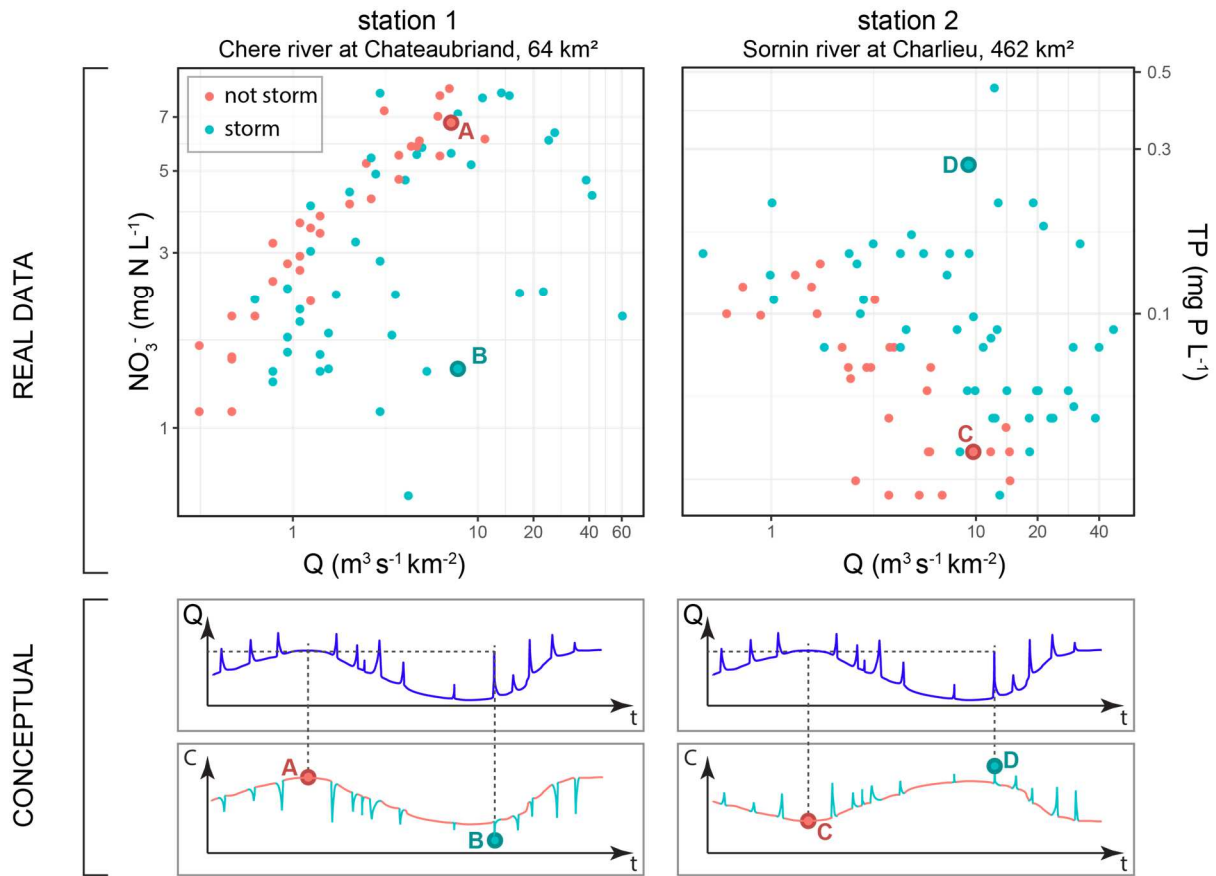 station 1
Chere river at Chateaubriand, 64 km²
station 2
Sornin river at Charlieu, 462 km²
REAL DATA
not storm
storm
NO₃⁻ (mg N L⁻¹)
7
5
3
1
A
B
1
10
20
40
60
Q (m³ s⁻¹ km⁻²)
D
C
0.5
0.3
0.1
TP (mg P L⁻¹)
1
10
20
40
Q (m³ s⁻¹ km⁻²)
CONCEPTUAL
Q
t
C
A
B
t
Q
t
C
C
D
t